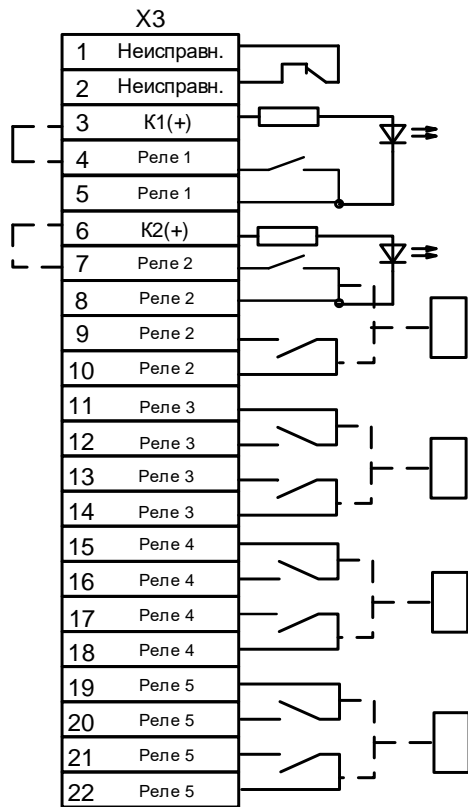 X3
1 Неисправн.
2 Неисправн.
3 К1(+)
4 Реле 1
5 Реле 1
6 К2(+)
7 Реле 2
8 Реле 2
9 Реле 2
10 Реле 2
11 Реле 3
12 Реле 3
13 Реле 3
14 Реле 3
15 Реле 4
16 Реле 4
17 Реле 4
18 Реле 4
19 Реле 5
20 Реле 5
21 Реле 5
22 Реле 5